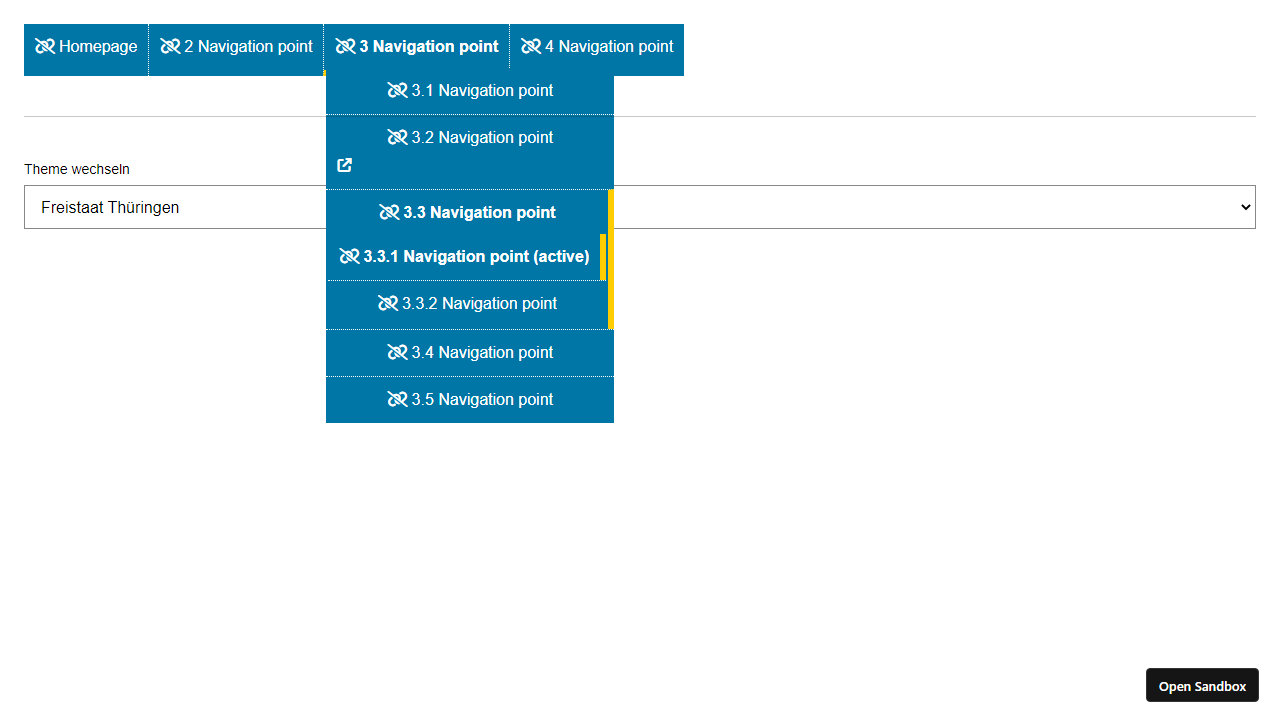 Homepage 2 Navigation point 3 Navigation point 4 Navigation point
3.1 Navigation point
3.2 Navigation point
Theme wechseln
3.3 Navigation point
Freistaat Thüringen
3.3.1 Navigation point (active)
3.3.2 Navigation point
3.4 Navigation point
3.5 Navigation point
Open Sandbox